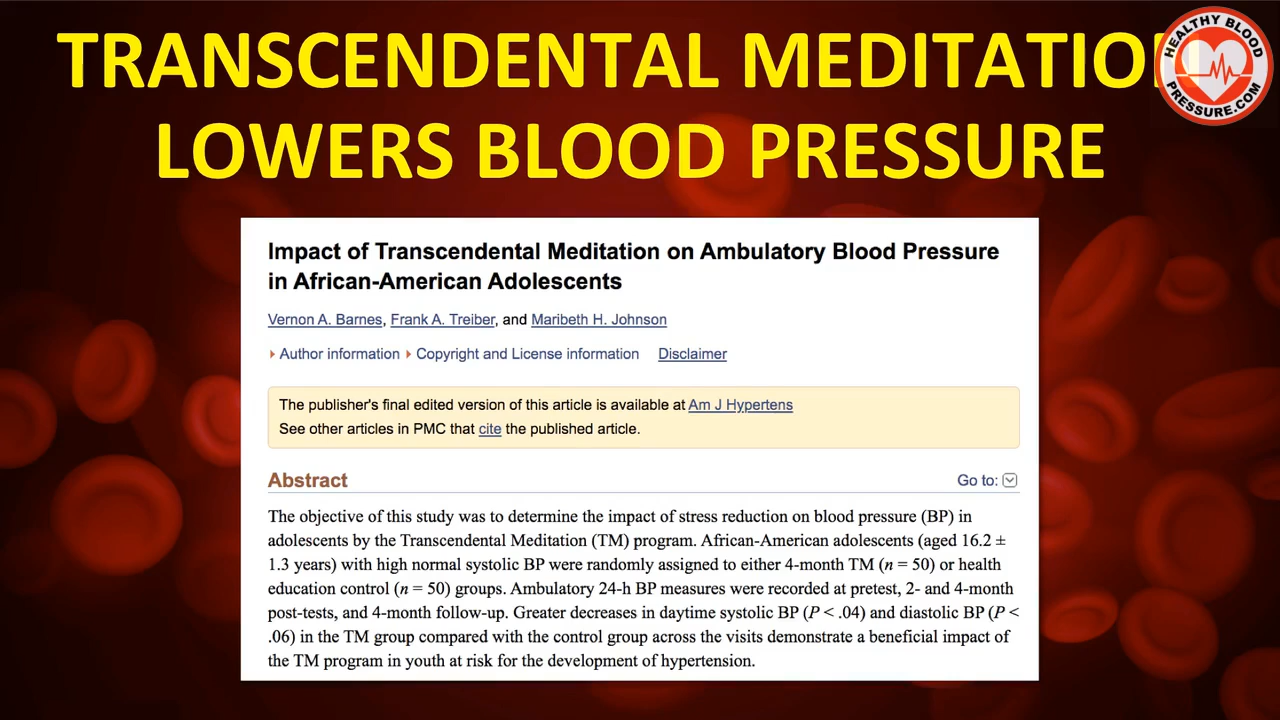 TRANSCENDENTAL MEDITATION
LOWERS BLOOD PRESSURE
HEALTHY BLOOD
PRESSURE.COM
Impact of Transcendental Meditation on Ambulatory Blood Pressure
in African-American Adolescents
Vernon A. Barnes, Frank A. Treiber, and Maribeth H. Johnson
Author information Copyright and License information Disclaimer
The publisher's final edited version of this article is available at Am J Hypertens
See other articles in PMC that cite the published article.
Abstract Go to:
The objective of this study was to determine the impact of stress reduction on blood pressure (BP) in
adolescents by the Transcendental Meditation (TM) program. African-American adolescents (aged 16.2 ±
1.3 years) with high normal systolic BP were randomly assigned to either 4-month TM (n = 50) or health
education control (n = 50) groups. Ambulatory 24-h BP measures were recorded at pretest, 2- and 4-month
post-tests, and 4-month follow-up. Greater decreases in daytime systolic BP (P < .04) and diastolic BP (P <
.06) in the TM group compared with the control group across the visits demonstrate a beneficial impact of
the TM program in youth at risk for the development of hypertension.